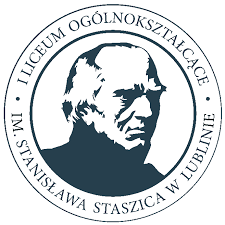 · I LICEUM OGÓLNOKSZTAŁCĄCE ·
IM. STANISŁAWA STASZICA W LUBLINIE